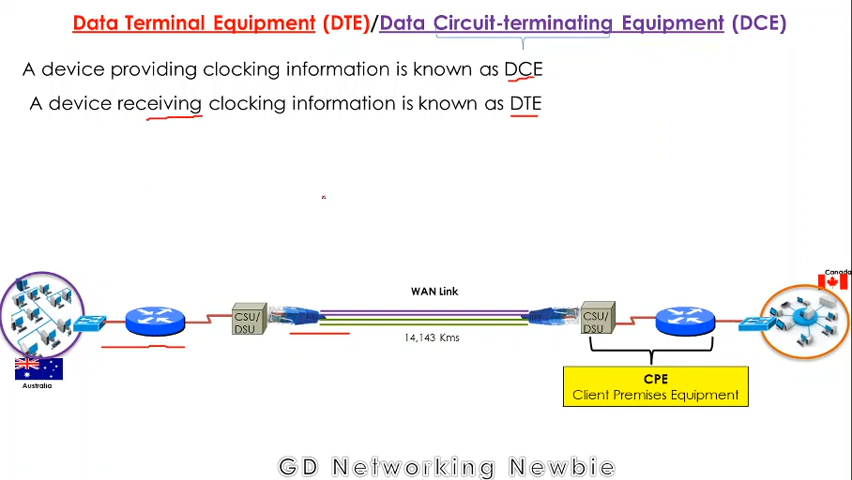 Data Terminal Equipment (DTE)/Data Circuit-terminating Equipment (DCE)
A device providing clocking information is known as DCE
A device receiving clocking information is known as DTE
Canada
WAN Link
CSU/
DSU
CSU/
DSU
14,143 Kms
Australia
CPE
Client Premises Equipment
GD Networking Newbie